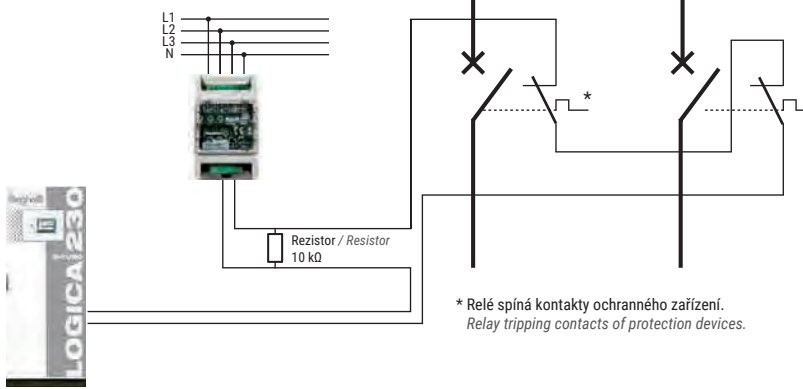 L1
L2
L3
N
*
Rezistor / Resistor
10 kΩ
LOGICA 230
* Relé spíná kontakty ochranného zařízení.
Relay tripping contacts of protection devices.